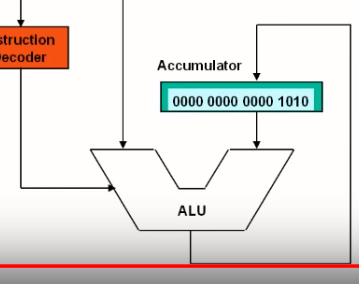 struction
ecoder
Accumulator
0000 0000 0000 1010
ALU